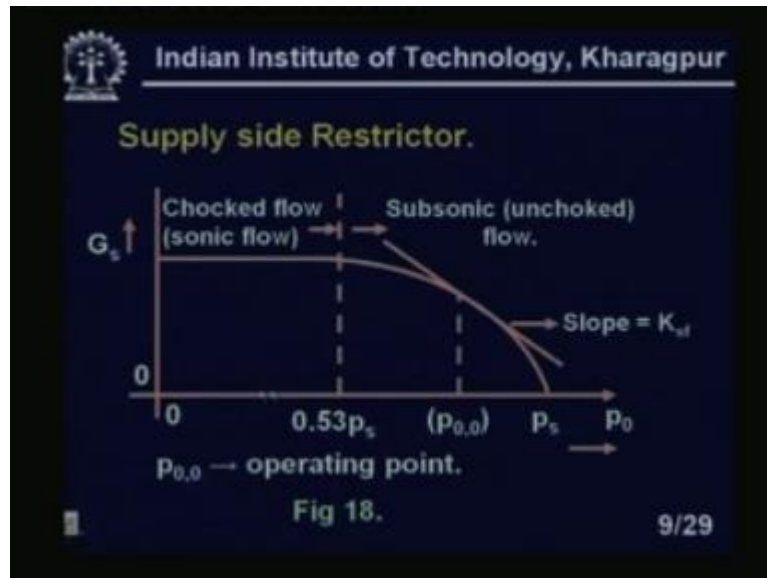 Indian Institute of Technology, Kharagpur
Supply side Restrictor.
Chocked flow
(sonic flow)
Subsonic (unchoked)
flow.
Gₛ
Slope = Kₛf
0
0
0.53pₛ
(p₀,₀)
pₛ
p₀
p₀,₀ → operating point.
Fig 18.
9/29